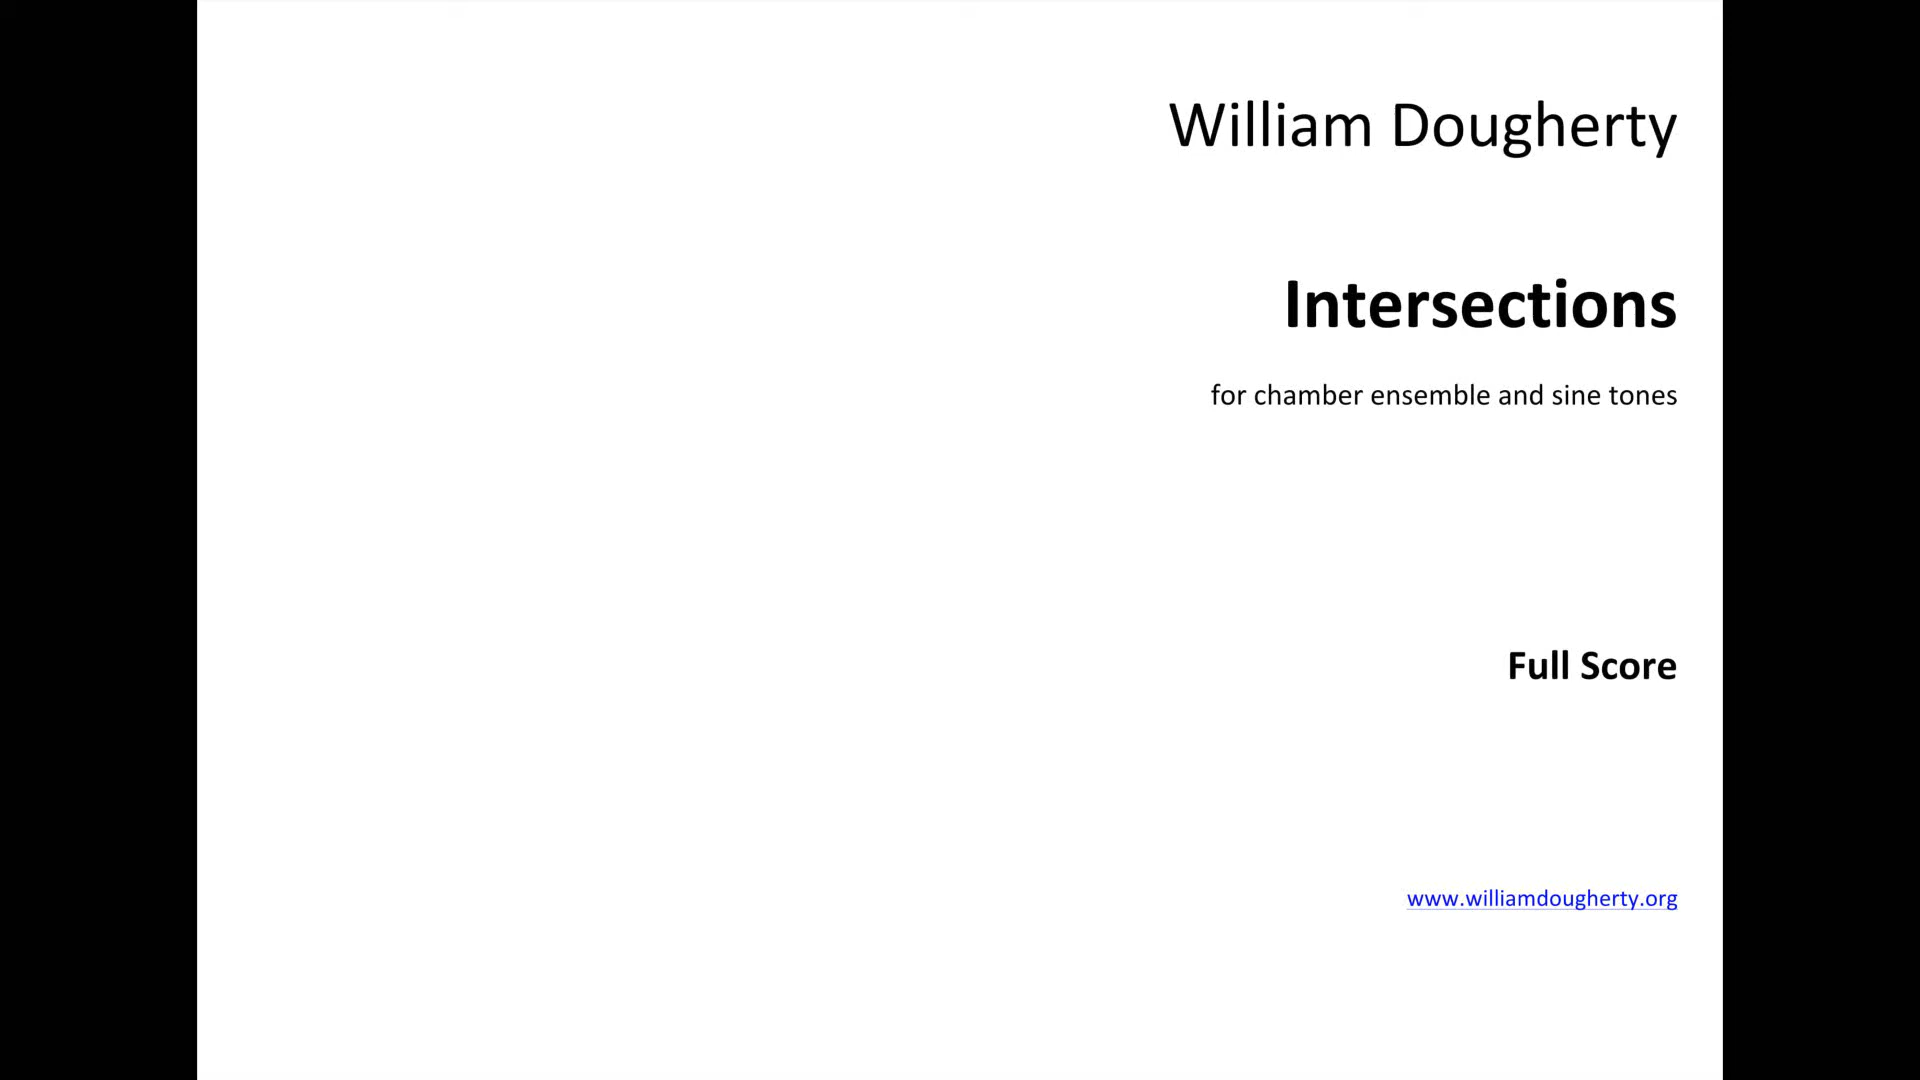 William Dougherty
Intersections
for chamber ensemble and sine tones
Full Score
www.williamdougherty.org